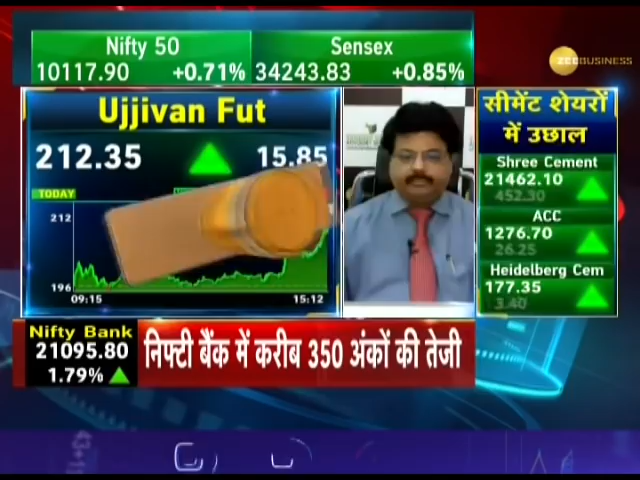 Nifty 50
10117.90 +0.71%
Sensex
34243.83 +0.85%
ZEE BUSINESS
Ujjivan Fut
212.35 15.85
TODAY
212
196
09:15 15:12
सीमेंट शेयरों
में उछाल
Shree Cement
21462.10
452.30
ACC
1276.70
26.25
Heidelberg Cem
177.35
3.40
Nifty Bank
21095.80
1.79%
निफ्टी बैंक में करीब 350 अंकों की तेजी